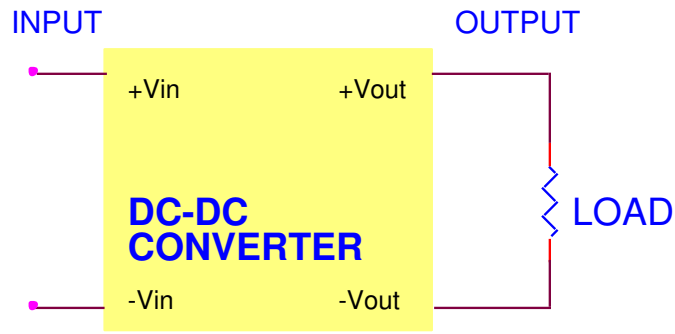 INPUT OUTPUT
+Vin +Vout
DC-DC
CONVERTER
LOAD
-Vin -Vout